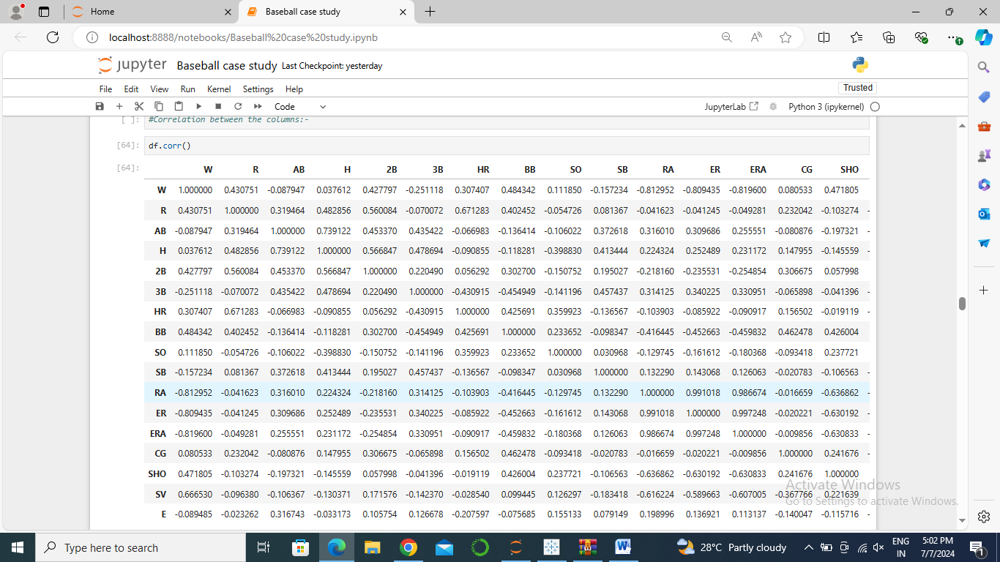 Home
Baseball case study
localhost:8888/notebooks/Baseball%20case%20study.ipynb
jupyter Baseball case study Last Checkpoint: yesterday
File Edit View Run Kernel Settings Help
Trusted
Code
JupyterLab Python 3 (ipykernel)
[ ]: #Correlation between the columns:-
[64]: df.corr()
[64]: W R AB H 2B 3B HR BB SO SB RA ER ERA CG SHO
W 1.000000 0.430751 -0.087947 0.037612 0.427797 -0.251118 0.307407 0.484342 0.111850 -0.157234 -0.812952 -0.809435 -0.819600 0.080533 0.471805
R 0.430751 1.000000 0.319464 0.482856 0.560084 -0.070072 0.671283 0.402452 -0.054726 0.081367 -0.041623 -0.041245 -0.049281 0.232042 -0.103274 -
AB -0.087947 0.319464 1.000000 0.739122 0.453370 0.435422 -0.066983 -0.136414 -0.106022 0.372618 0.316010 0.309686 0.255551 -0.080876 -0.197321 -
H 0.037612 0.482856 0.739122 1.000000 0.566847 0.478694 -0.090855 -0.118281 -0.398830 0.413444 0.224324 0.252489 0.231172 0.147955 -0.145559 -
2B 0.427797 0.560084 0.453370 0.566847 1.000000 0.220490 0.056292 0.302700 -0.150752 0.195027 -0.218160 -0.235531 -0.254854 0.306675 0.057998
3B -0.251118 -0.070072 0.435422 0.478694 0.220490 1.000000 -0.430915 -0.454949 -0.141196 0.457437 0.314125 0.340225 0.330951 -0.065898 -0.041396 -
HR 0.307407 0.671283 -0.066983 -0.090855 0.056292 -0.430915 1.000000 0.425691 0.359923 -0.136567 -0.103903 -0.085922 -0.090917 0.156502 -0.019119 -
BB 0.484342 0.402452 -0.136414 -0.118281 0.302700 -0.454949 0.425691 1.000000 0.233652 -0.098347 -0.416445 -0.452663 -0.459832 0.462478 0.426004
SO 0.111850 -0.054726 -0.106022 -0.398830 -0.150752 -0.141196 0.359923 0.233652 1.000000 0.030968 -0.129745 -0.161612 -0.180368 -0.093418 0.237721
SB -0.157234 0.081367 0.372618 0.413444 0.195027 0.457437 -0.136567 -0.098347 0.030968 1.000000 0.132290 0.143068 0.126063 -0.020783 -0.106563 -
RA -0.812952 -0.041623 0.316010 0.224324 -0.218160 0.314125 -0.103903 -0.416445 -0.129745 0.132290 1.000000 0.991018 0.986674 -0.016659 -0.636862 -
ER -0.809435 -0.041245 0.309686 0.252489 -0.235531 0.340225 -0.085922 -0.452663 -0.161612 0.143068 0.991018 1.000000 0.997248 -0.020221 -0.630192 -
ERA -0.819600 -0.049281 0.255551 0.231172 -0.254854 0.330951 -0.090917 -0.459832 -0.180368 0.126063 0.986674 0.997248 1.000000 -0.009856 -0.630833 -
CG 0.080533 0.232042 -0.080876 0.147955 0.306675 -0.065898 0.156502 0.462478 -0.093418 -0.020783 -0.016659 -0.020221 -0.009856 1.000000 0.241676 -
SHO 0.471805 -0.103274 -0.197321 -0.145559 0.057998 -0.041396 -0.019119 0.426004 0.237721 -0.106563 -0.636862 -0.630192 -0.630833 0.241676 1.000000
SV 0.666530 -0.096380 -0.106367 -0.130371 0.171576 -0.142370 -0.028540 0.099445 0.126297 -0.183418 -0.616224 -0.589663 -0.607005 -0.367766 0.221639
E -0.089485 -0.023262 0.316743 -0.033173 0.105754 0.126678 -0.207597 -0.075685 0.155133 0.079149 0.198996 0.136921 0.113137 -0.140047 -0.115716 -
Activate Windows
Go to Settings to activate Windows.
Type here to search
28°C Partly cloudy
ENG
IN
5:02 PM
7/7/2024
1